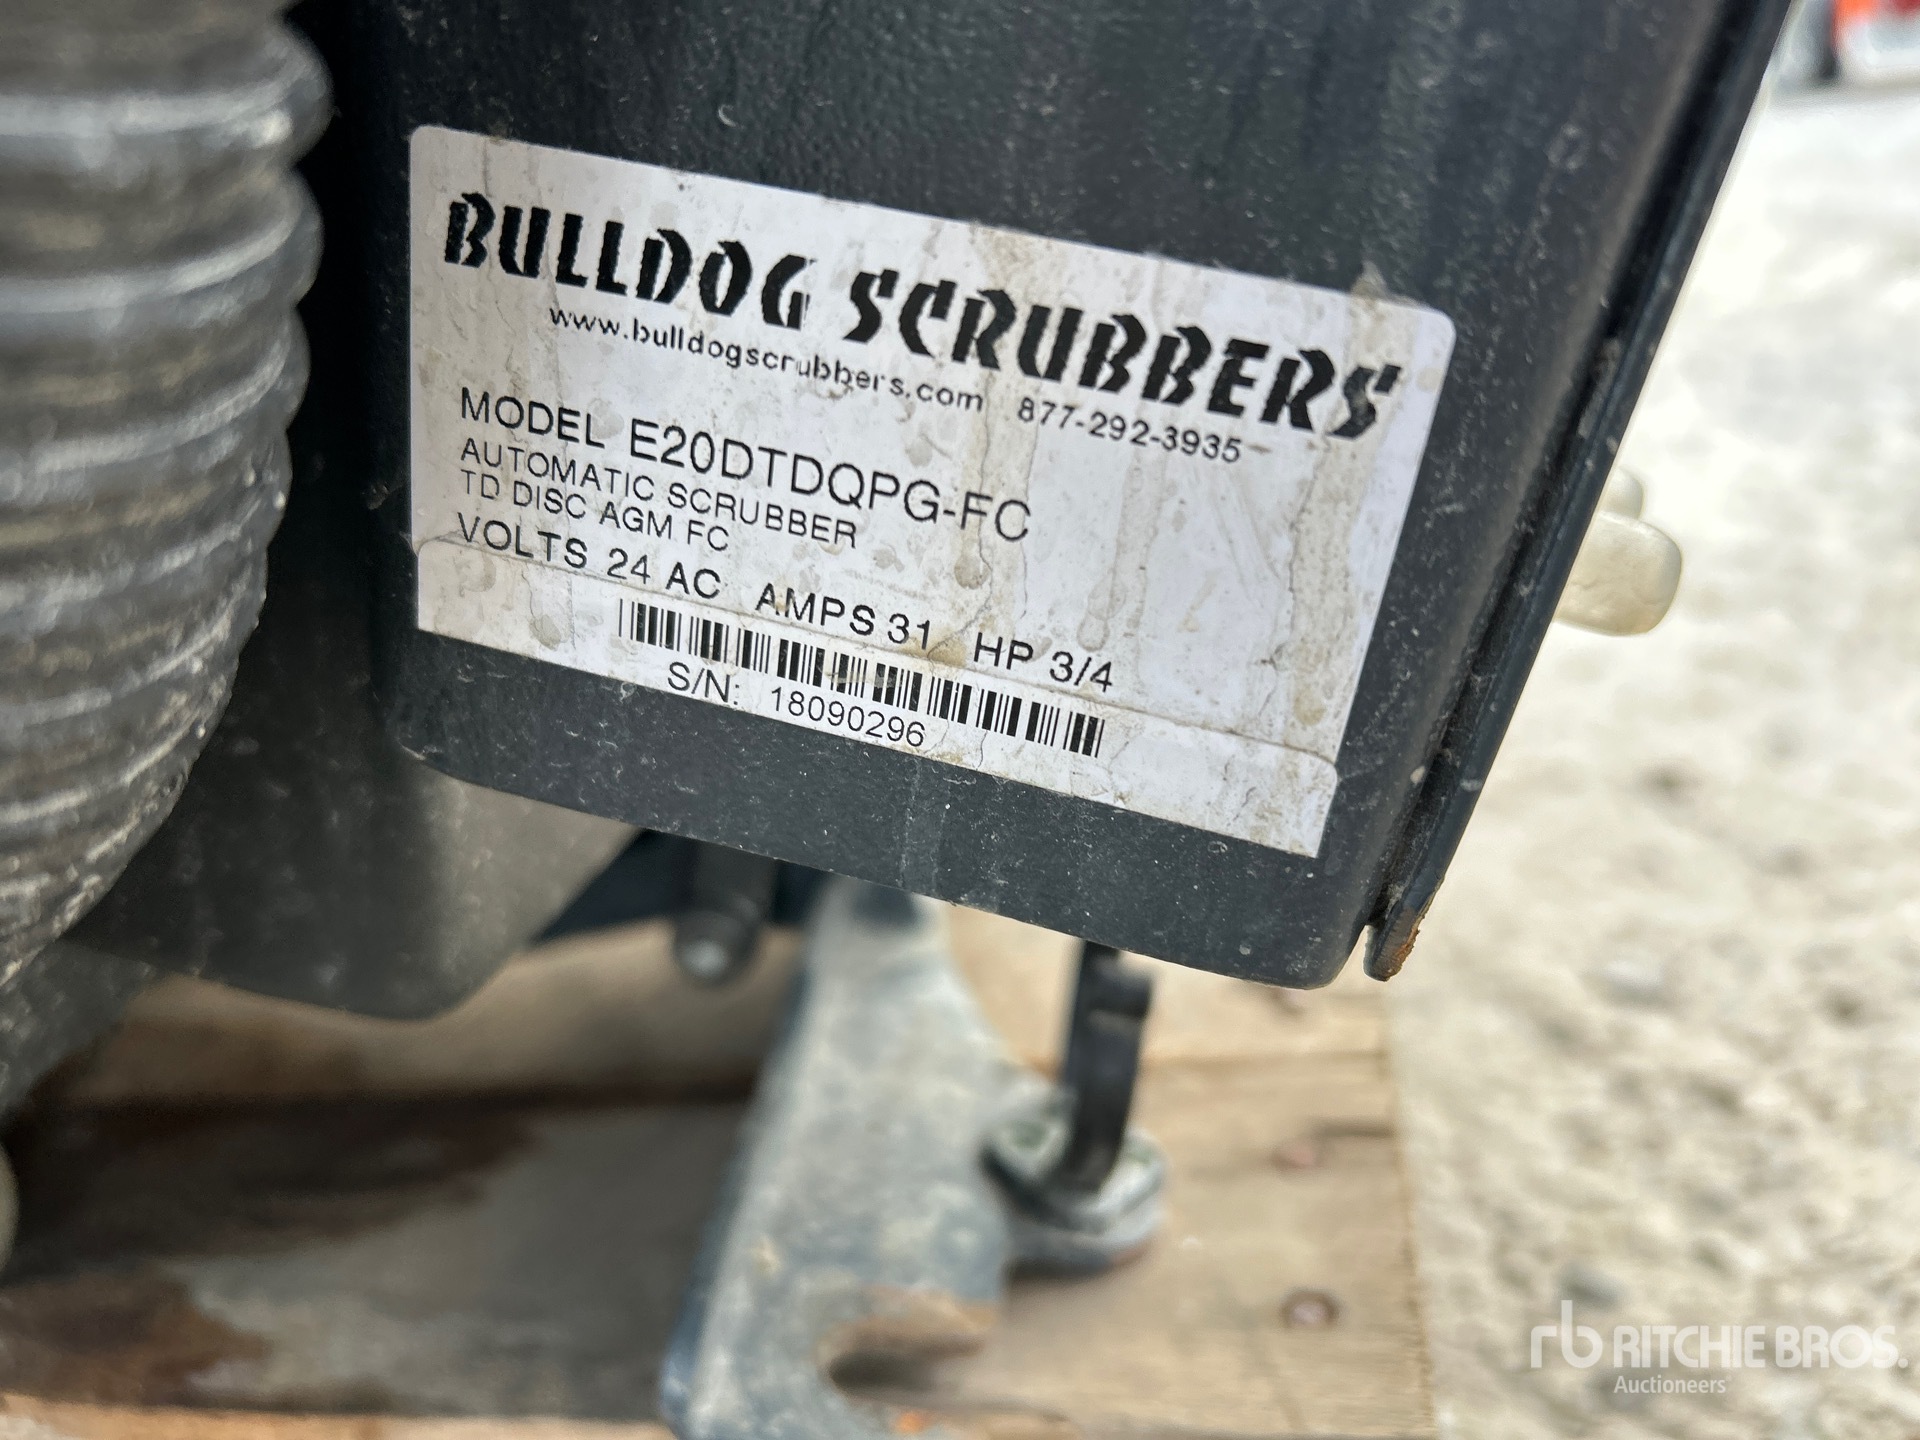 BULLDOG SCRUBBERS
www.bulldogscrubbers.com 877-292-3935
MODEL E20DTDQPG-FC
AUTOMATIC SCRUBBER
TD DISC AGM FC
VOLTS 24 AC AMPS 31 HP 3/4
S/N: 18090296
rb RITCHIE BROS.
Auctioneers